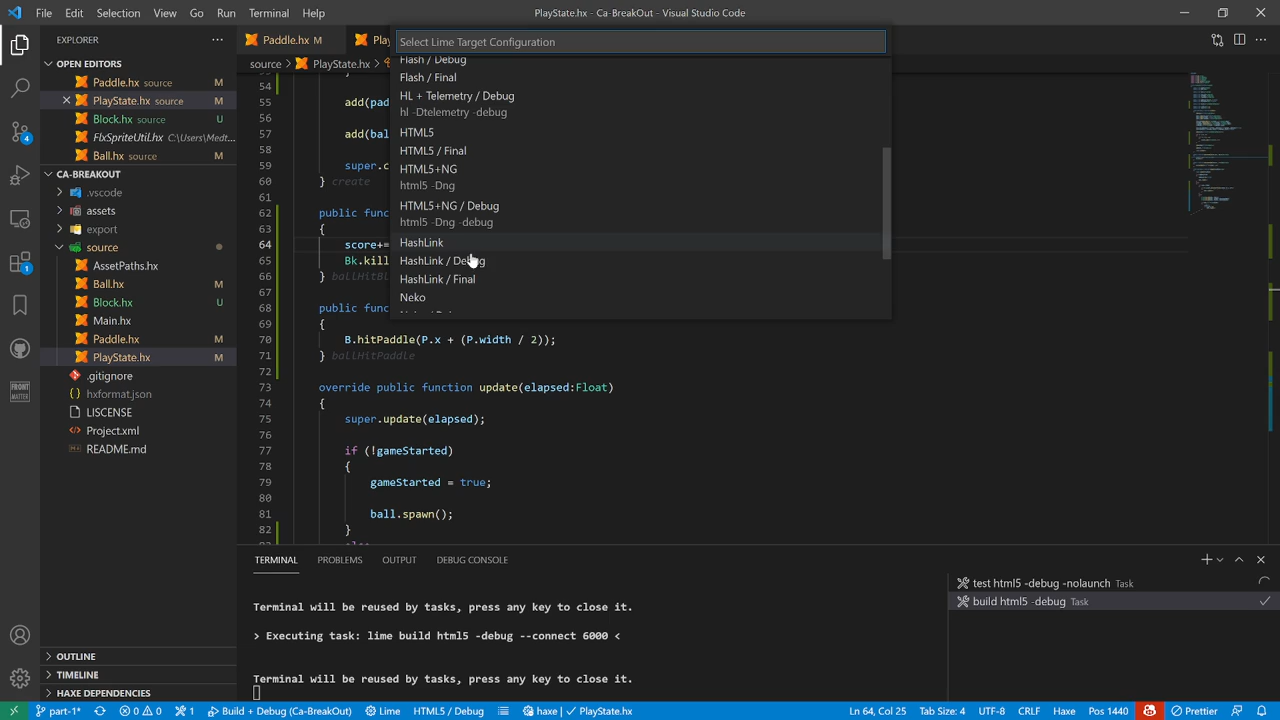 File Edit Selection View Go Run Terminal Help
PlayState.hx - Ca-BreakOut - Visual Studio Code
EXPLORER
OPEN EDITORS
Paddle.hx source M
PlayState.hx source M
Block.hx source U
FlxSpriteUtil.hx C:\Users\Medt...
Ball.hx source M
CA-BREAKOUT
.vscode
assets
export
source
AssetPaths.hx
Ball.hx M
Block.hx U
Main.hx
Paddle.hx M
PlayState.hx M
.gitignore
hxformat.json
LISCENSE
Project.xml
README.md
OUTLINE
TIMELINE
HAXE DEPENDENCIES
4
1
FRONT
MATTER
Paddle.hx M
source > PlayState.hx >
Select Lime Target Configuration
Flash / Debug
Flash / Final
HL + Telemetry / Debug
hl -Dtelemetry -debug
HTML5
HTML5 / Final
HTML5+NG
html5 -Dng
HTML5+NG / Debug
html5 -Dng -debug
HashLink
HashLink / Debug
HashLink / Final
Neko
54
55 add(pad
56
57 add(bal
58
59 super.c
60 } create
61
62 public func
63 {
64 score+=
65 Bk.kill
66 } ballHitBl
67
68 public func
69 {
70 B.hitPaddle(P.x + (P.width / 2));
71 } ballHitPaddle
72
73 override public function update(elapsed:Float)
74 {
75 super.update(elapsed);
76
77 if (!gameStarted)
78 {
79 gameStarted = true;
80
81 ball.spawn();
82 }
TERMINAL PROBLEMS OUTPUT DEBUG CONSOLE
Terminal will be reused by tasks, press any key to close it.
> Executing task: lime build html5 -debug --connect 6000 <
Terminal will be reused by tasks, press any key to close it.
test html5 -debug -nolaunch Task
build html5 -debug Task
part-1* 0 0 1 Build + Debug (Ca-BreakOut) Lime HTML5 / Debug haxe | PlayState.hx Ln 64, Col 25 Tab Size: 4 UTF-8 CRLF Haxe Pos 1440 Prettier